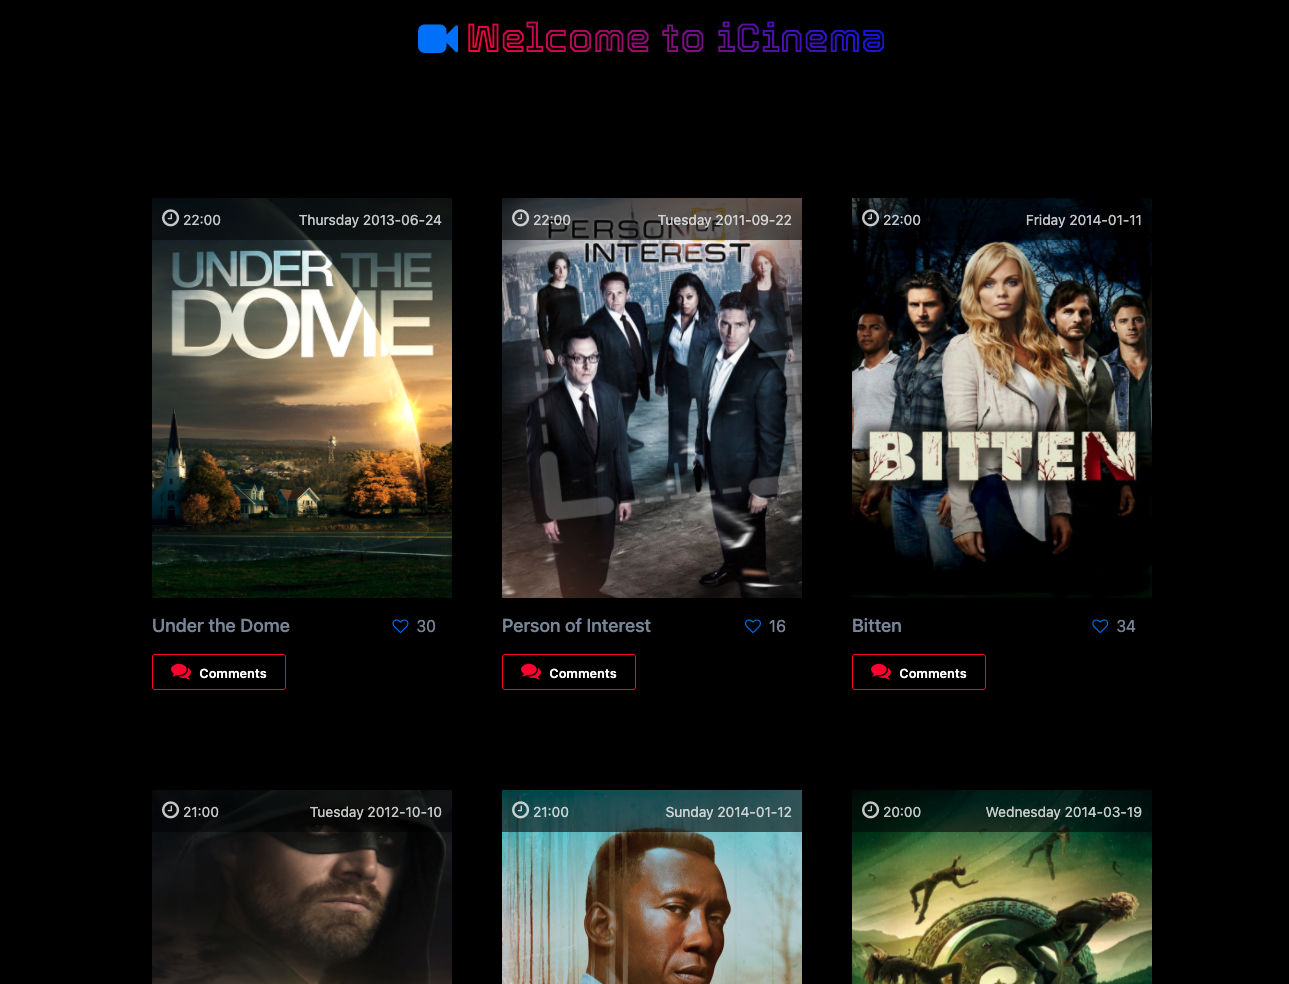 Welcome to iCinema
22:00 Thursday 2013-06-24
UNDER THE
DOME
22:00 Tuesday 2011-09-22
PERSON OF
INTEREST
22:00 Friday 2014-01-11
BITTEN
Under the Dome 30
Person of Interest 16
Bitten 34
Comments
Comments
Comments
21:00 Tuesday 2012-10-10
21:00 Sunday 2014-01-12
20:00 Wednesday 2014-03-19